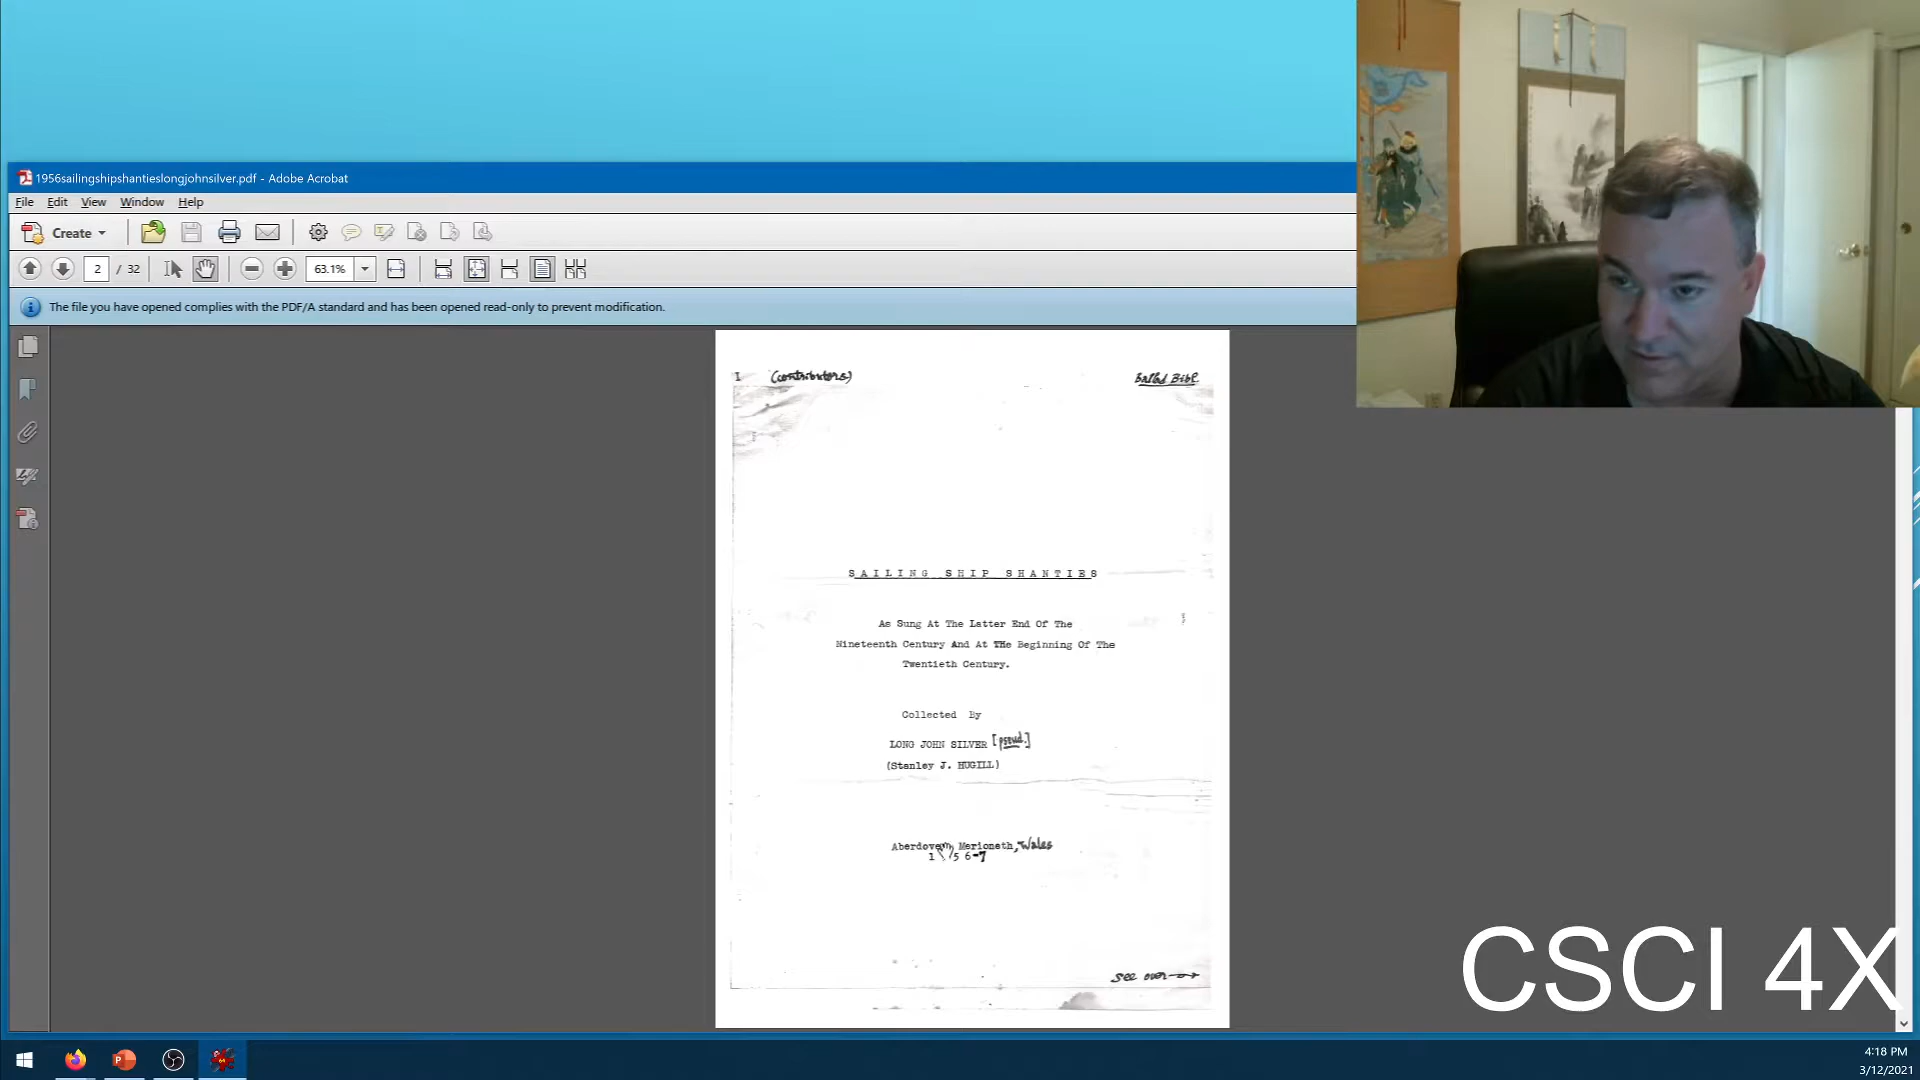 1956sailingshipshantieslongjohnsilver.pdf - Adobe Acrobat
File Edit View Window Help
Create
2 / 32 63.1%
The file you have opened complies with the PDF/A standard and has been opened read-only to prevent modification.
I (contributors) Ballad Bibl.
SAILING SHIP SHANTIES
As Sung At The Latter End Of The
Nineteenth Century And At THe Beginning Of The
Twentieth Century.
Collected By
LONG JOHN SILVER [pseud.]
(Stanley J. HUGILL)
Merioneth, Wales
56-7
See over
CSCI 4X
4:18 PM
3/12/2021